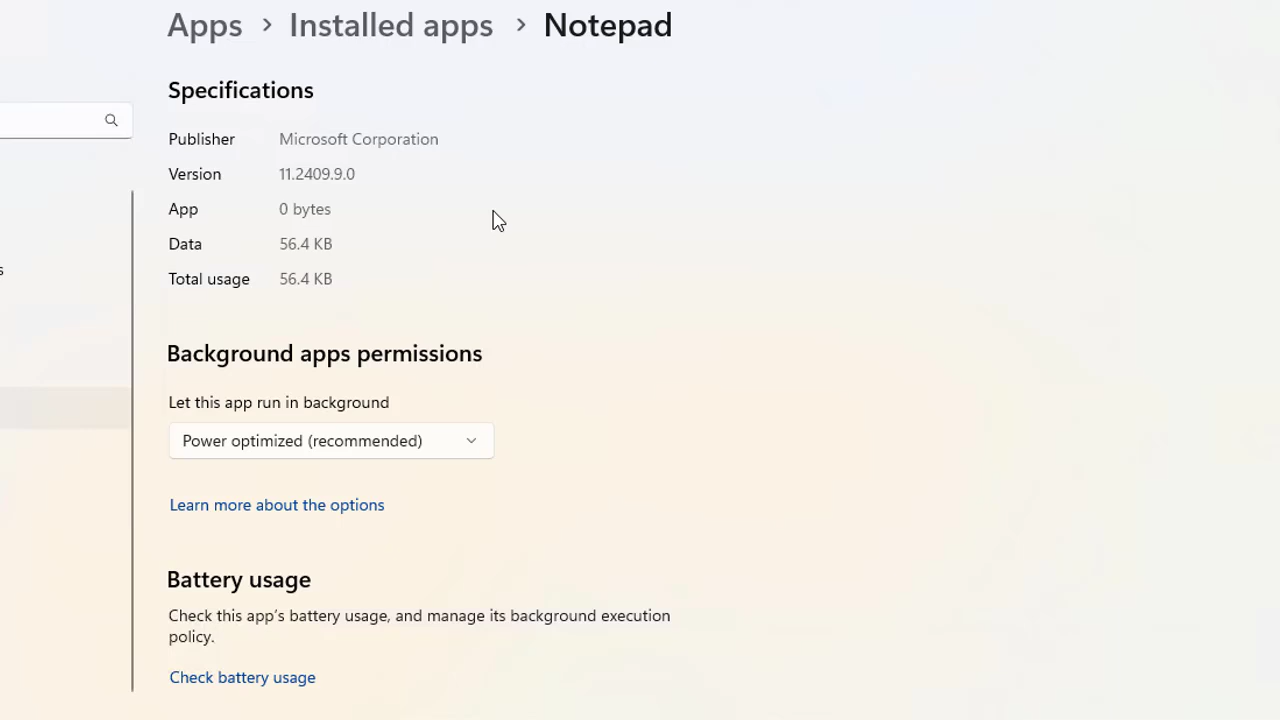 Apps > Installed apps > Notepad
Specifications
Publisher Microsoft Corporation
Version 11.2409.9.0
App 0 bytes
Data 56.4 KB
s
Total usage 56.4 KB
Background apps permissions
Let this app run in background
Power optimized (recommended)
Learn more about the options
Battery usage
Check this app's battery usage, and manage its background execution
policy.
Check battery usage